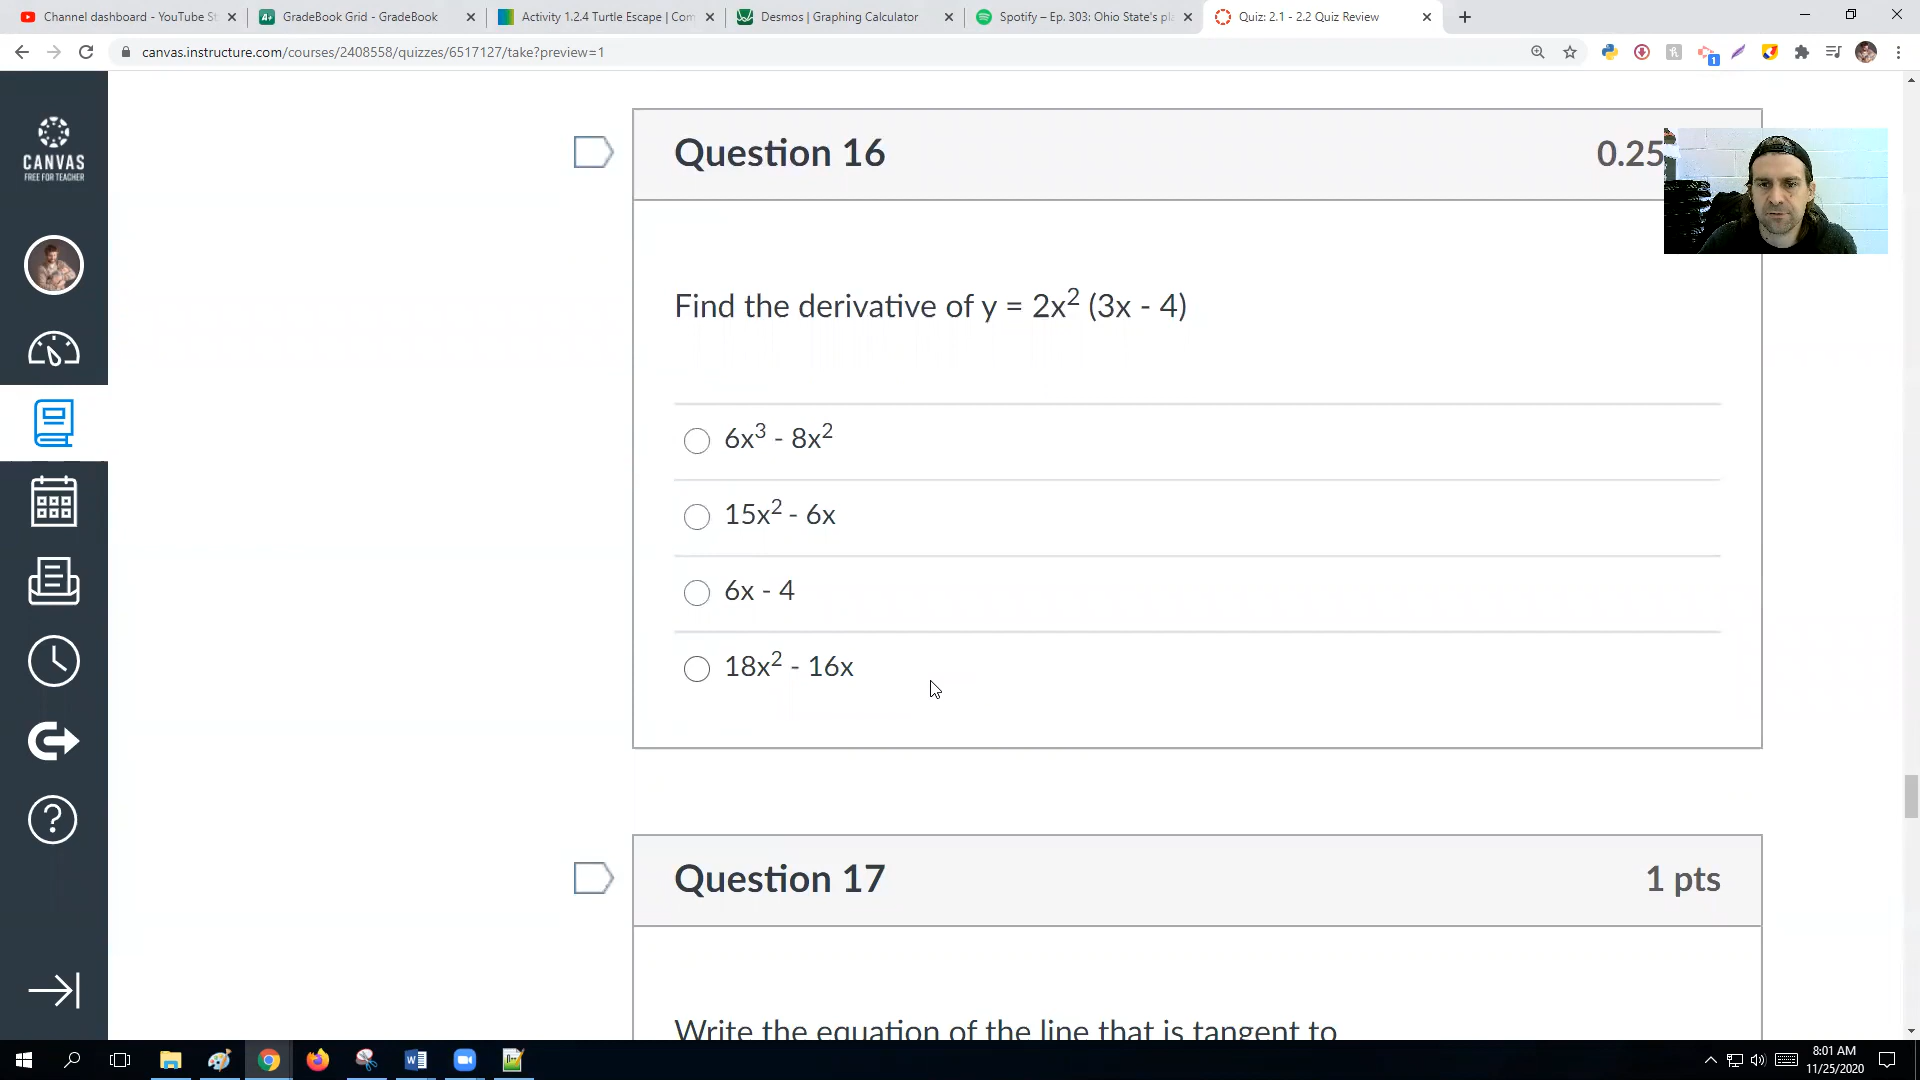 Channel dashboard - YouTube St
GradeBook Grid - GradeBook
Activity 1.2.4 Turtle Escape | Com
Desmos | Graphing Calculator
Spotify – Ep. 303: Ohio State's pl
Quiz: 2.1 - 2.2 Quiz Review
canvas.instructure.com/courses/2408558/quizzes/6517127/take?preview=1
1
CANVAS
FREE FOR TEACHER
Question 16
0.25
Find the derivative of y = 2x² (3x - 4)
6x³ - 8x²
15x² - 6x
6x - 4
18x² - 16x
Question 17
1 pts
Write the equation of the line that is tangent to
8:01 AM
11/25/2020